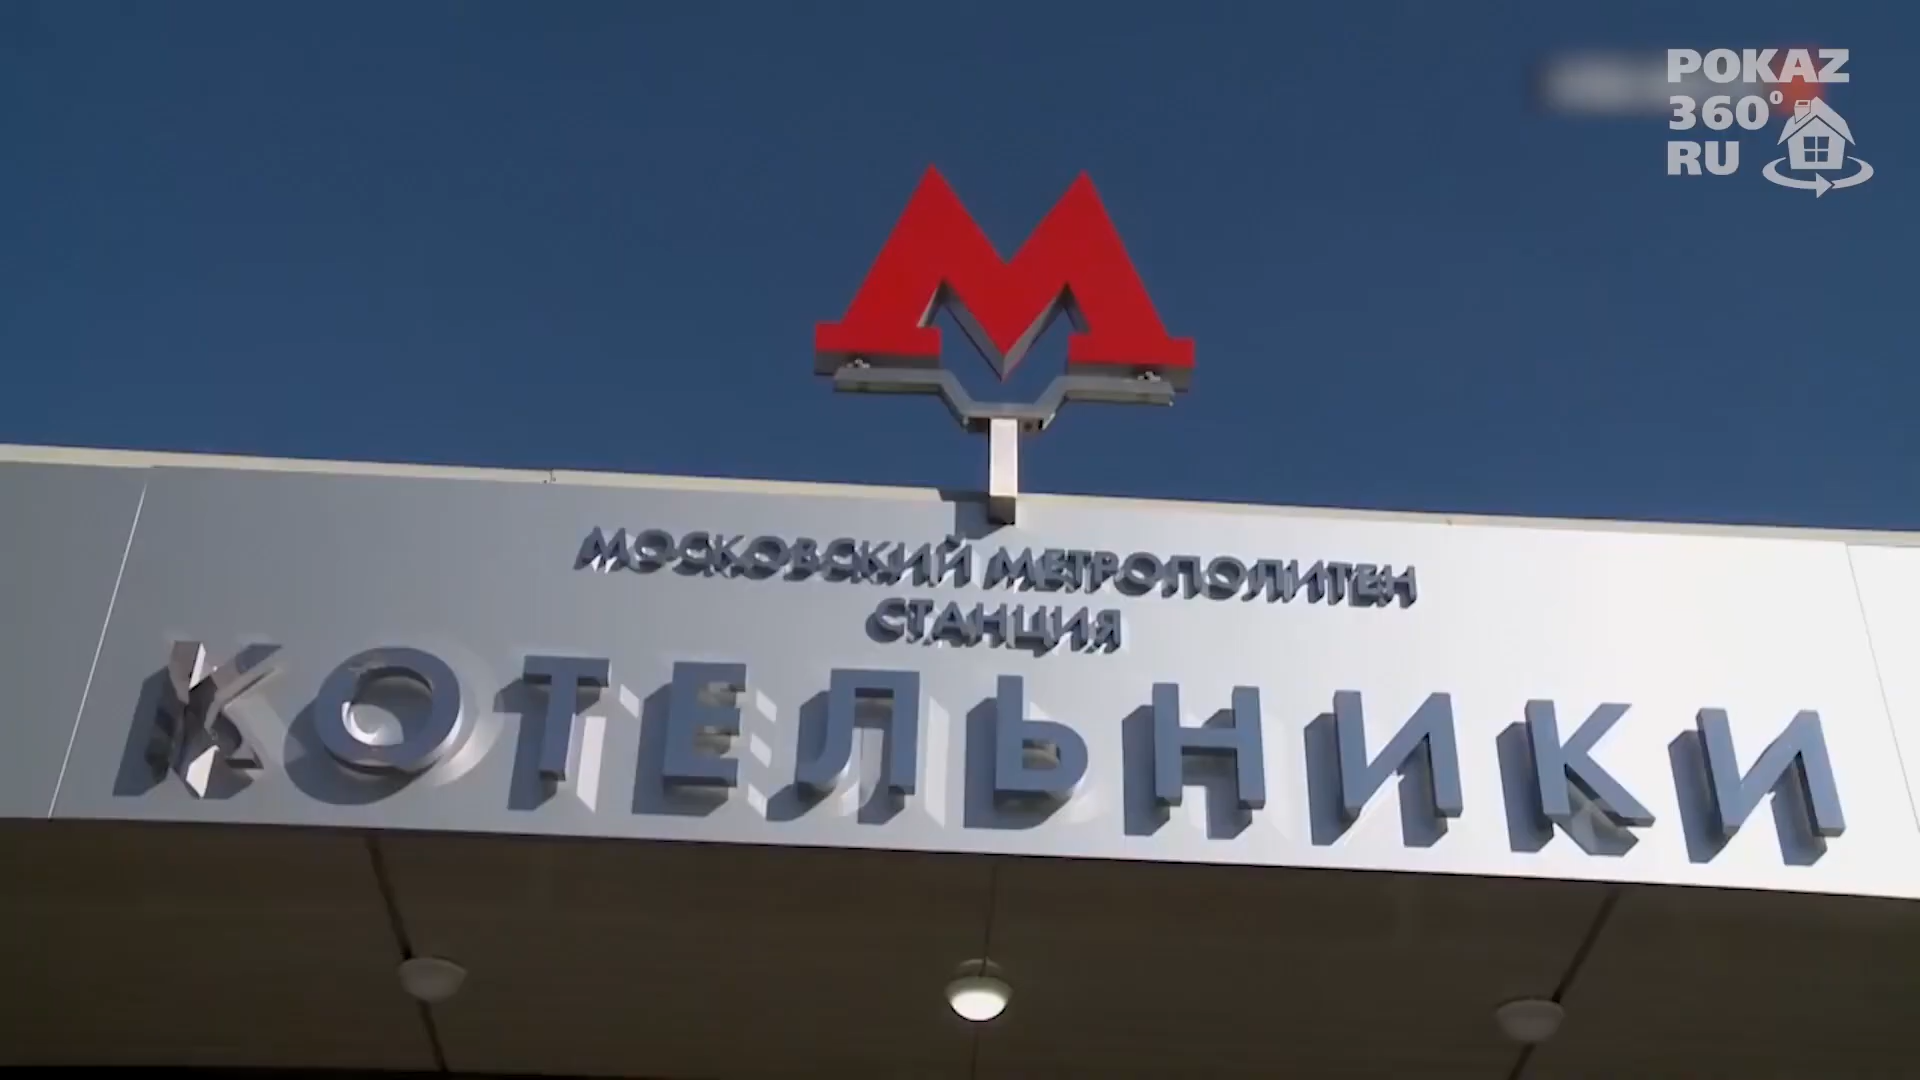 POKAZ
360°
RU
М
МОСКОВСКИЙ МЕТРОПОЛИТЕН
СТАНЦИЯ
КОТЕЛЬНИКИ